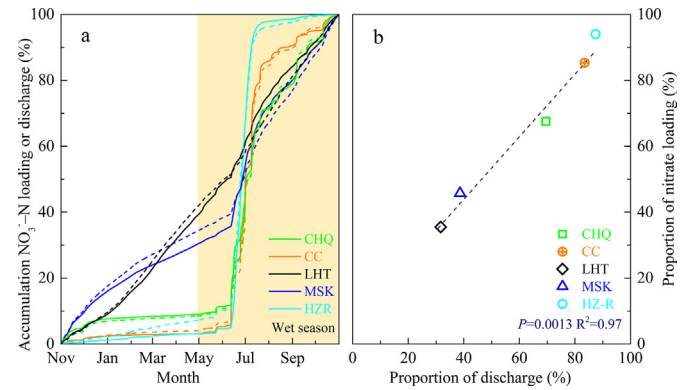 a
Accumulation NO₃⁻–N loading or discharge (%)
100
80
60
40
20
0
CHQ
CC
LHT
MSK
HZR
Wet season
Nov Jan Mar May Jul Sep
Month
b
CHQ
CC
LHT
MSK
HZ-R
P=0.0013 R²=0.97
100
80
60
40
20
0
Proportion of nitrate loading (%)
0 20 40 60 80 100
Proportion of discharge (%)